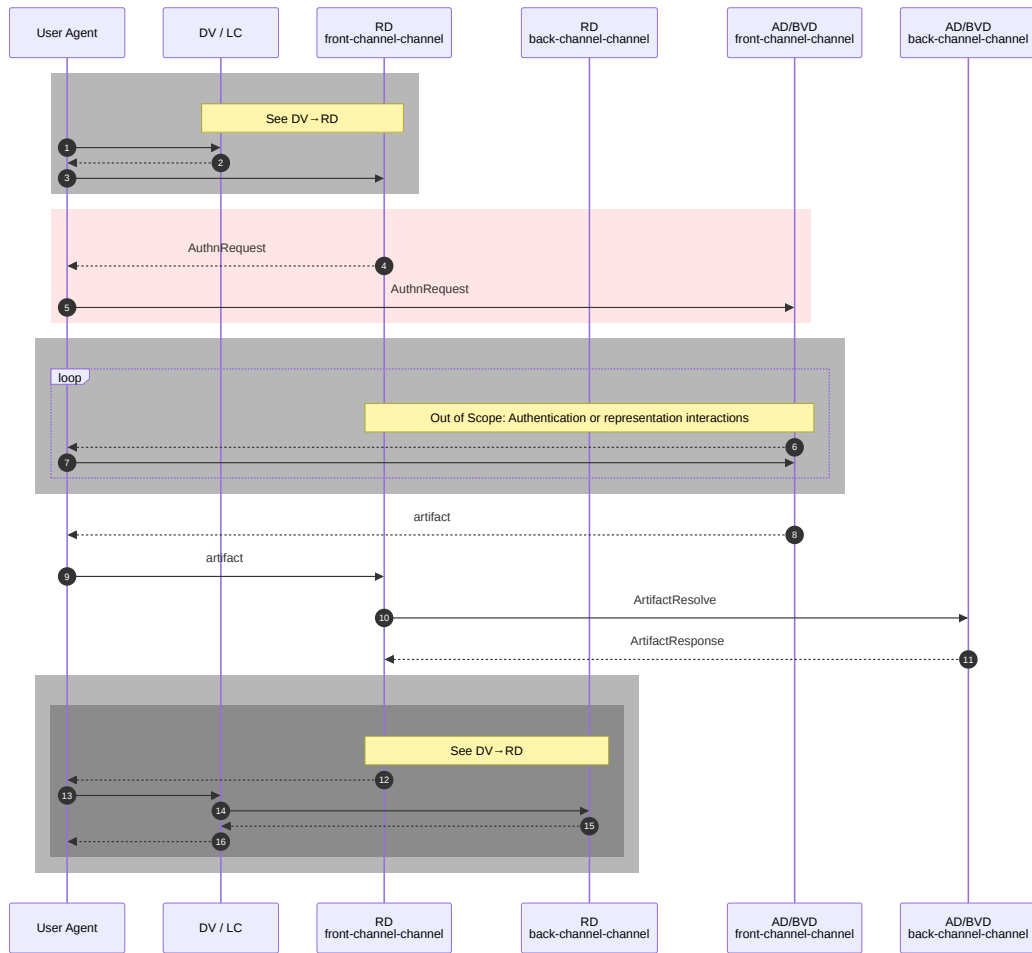 User Agent
DV / LC
RD
front-channel-channel
RD
back-channel-channel
AD/BVD
front-channel-channel
AD/BVD
back-channel-channel
See DV→RD
1
2
3
AuthnRequest
4
AuthnRequest
5
loop
Out of Scope: Authentication or representation interactions
6
7
artifact
8
artifact
9
ArtifactResolve
10
ArtifactResponse
11
See DV→RD
12
13
14
15
16
User Agent
DV / LC
RD
front-channel-channel
RD
back-channel-channel
AD/BVD
front-channel-channel
AD/BVD
back-channel-channel